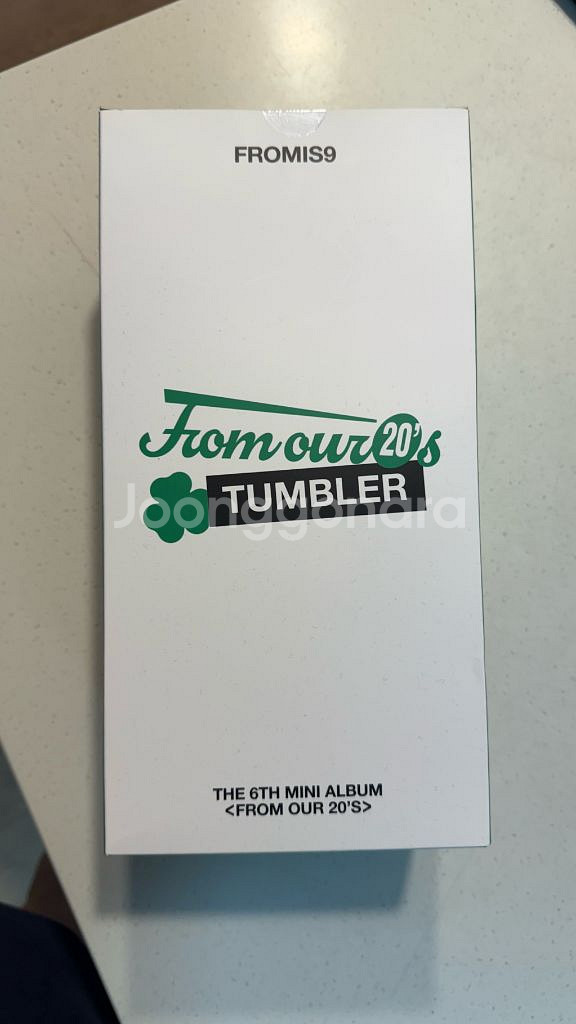 FROMIS9
From our 20's
TUMBLER
Joonggonara
THE 6TH MINI ALBUM
<FROM OUR 20'S>